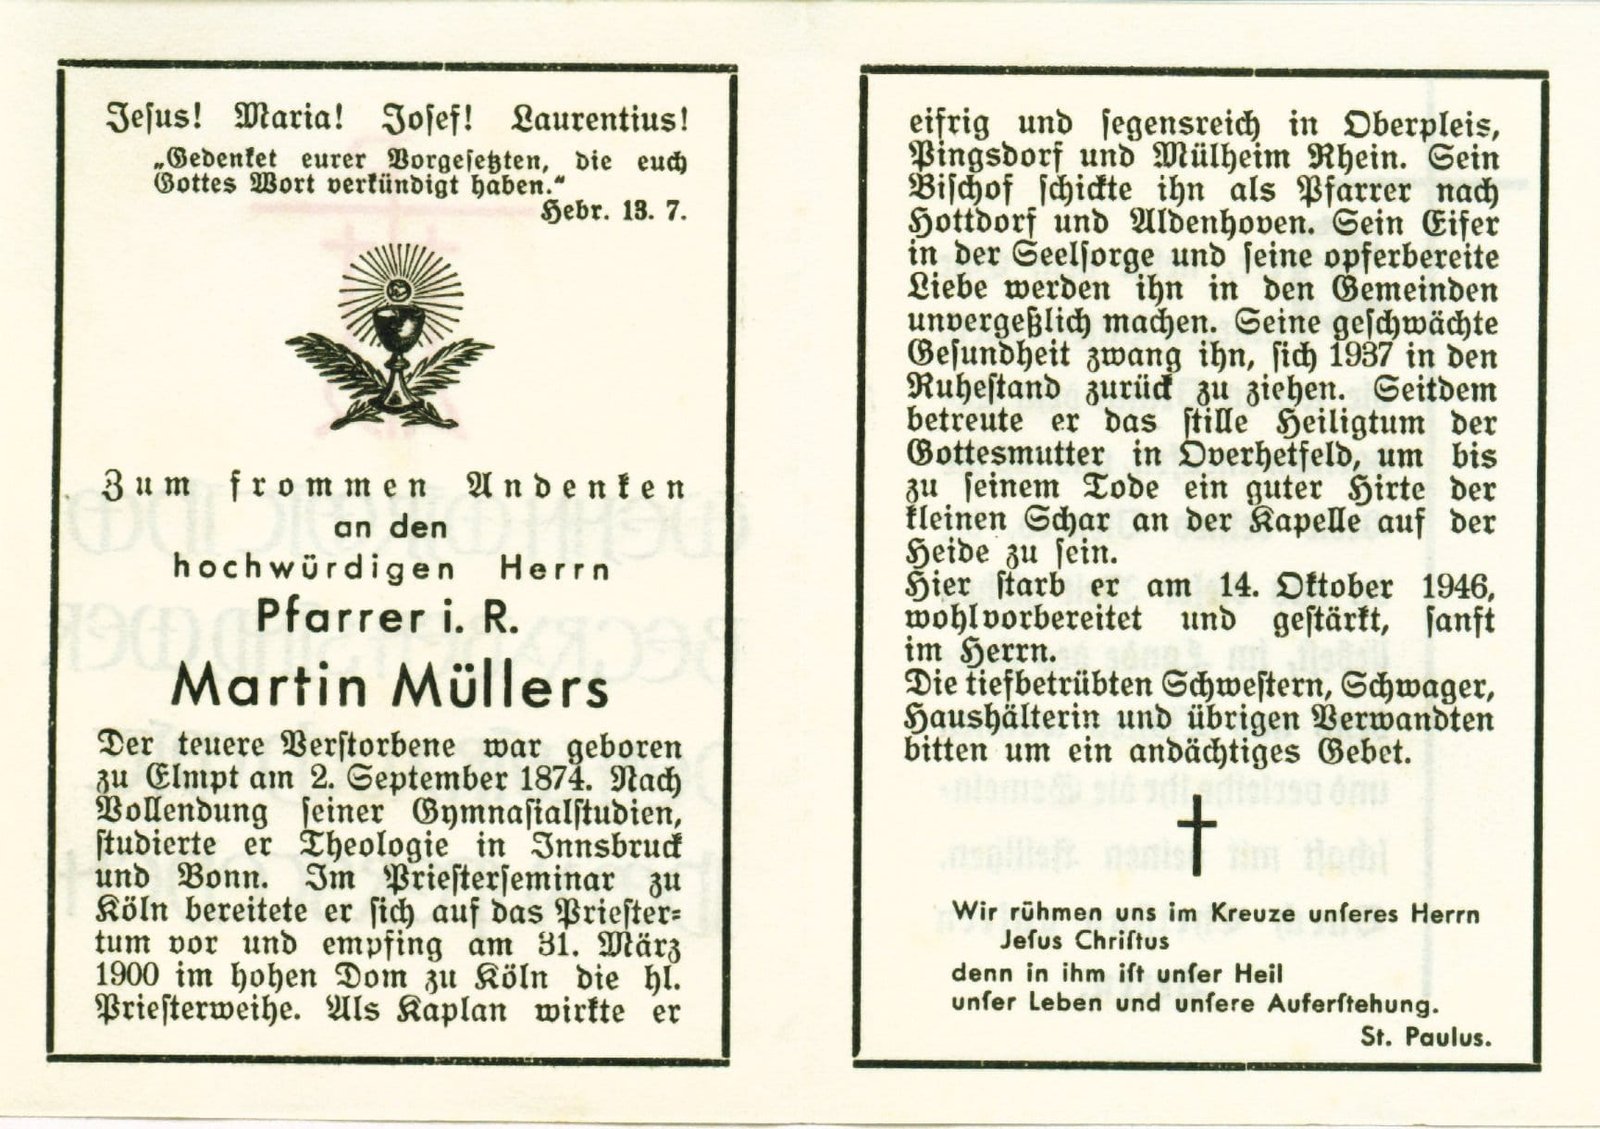 Jesus! Maria! Josef! Laurentius!
„Gedenket eurer Vorgesetzten, die euch
Gottes Wort verkündigt haben.“
Hebr. 13. 7.
Zum frommen Andenken
an den
hochwürdigen Herrn
Pfarrer i. R.
Martin Müllers
Der teuere Verstorbene war geboren
zu Elmpt am 2. September 1874. Nach
Vollendung seiner Gymnasialstudien,
studierte er Theologie in Innsbruck
und Bonn. Im Priesterseminar zu
Köln bereitete er sich auf das Priester-
tum vor und empfing am 31. März
1900 im hohen Dom zu Köln die hl.
Priesterweihe. Als Kaplan wirkte er
eifrig und segensreich in Oberpleis,
Pingsdorf und Mülheim Rhein. Sein
Bischof schickte ihn als Pfarrer nach
Hottdorf und Aldenhoven. Sein Eifer
in der Seelsorge und seine opferbereite
Liebe werden ihn in den Gemeinden
unvergeßlich machen. Seine geschwächte
Gesundheit zwang ihn, sich 1937 in den
Ruhestand zurück zu ziehen. Seitdem
betreute er das stille Heiligtum der
Gottesmutter in Overhetfeld, um bis
zu seinem Tode ein guter Hirte der
kleinen Schar an der Kapelle auf der
Heide zu sein.
Hier starb er am 14. Oktober 1946,
wohlvorbereitet und gestärkt, sanft
im Herrn.
Die tiefbetrübten Schwestern, Schwager,
Haushälterin und übrigen Verwandten
bitten um ein andächtiges Gebet.
Wir rühmen uns im Kreuze unseres Herrn
Jesus Christus
denn in ihm ist unser Heil
unser Leben und unsere Auferstehung.
St. Paulus.